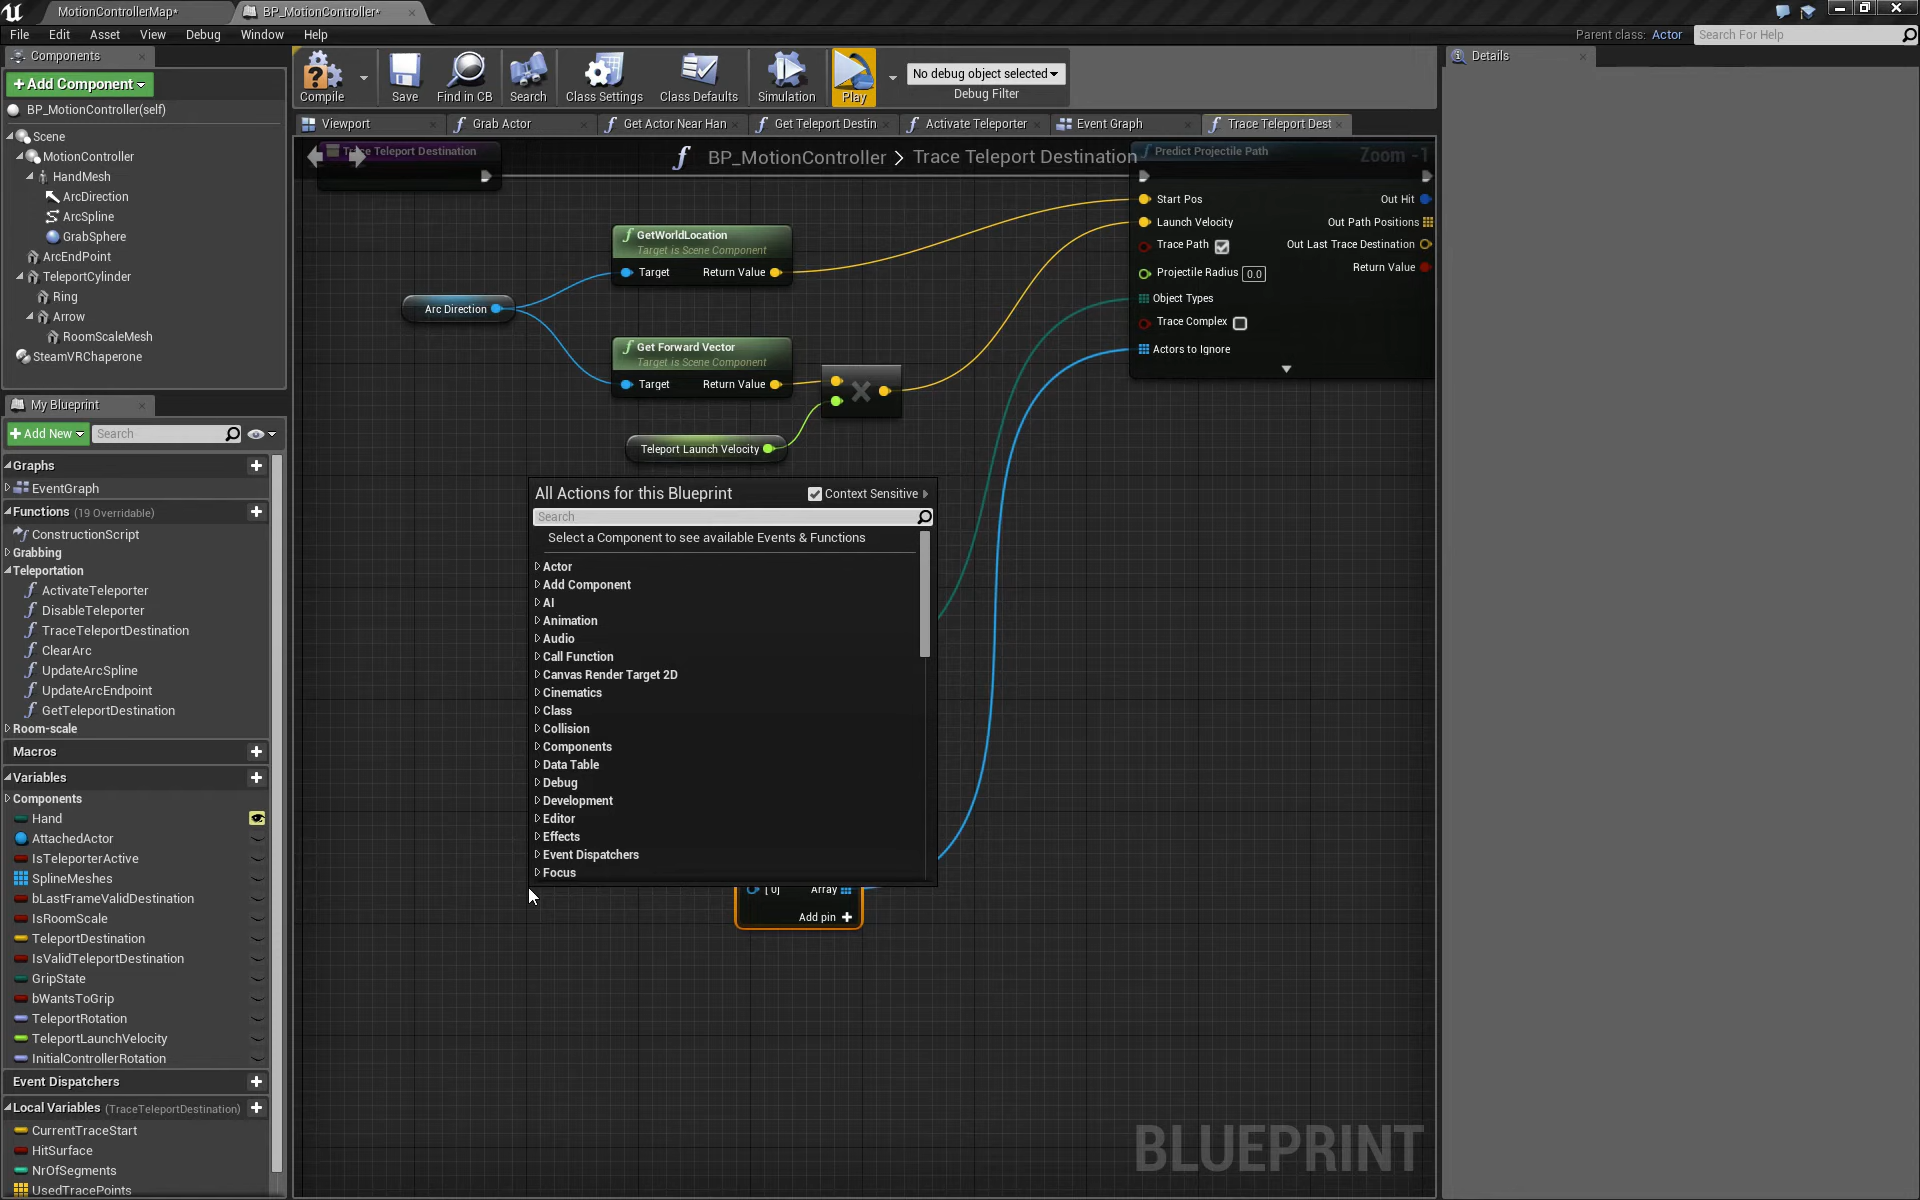 MotionControllerMap*
BP_MotionController*
File Edit Asset View Debug Window Help
Parent class: Actor
Search For Help
Components
Details
+Add Component
Compile
Save
Find in CB
Search
Class Settings
Class Defaults
Simulation
Play
No debug object selected
Debug Filter
BP_MotionController(self)
Scene
MotionController
HandMesh
ArcDirection
ArcSpline
GrabSphere
ArcEndPoint
TeleportCylinder
Ring
Arrow
RoomScaleMesh
SteamVRChaperone
Viewport
Grab Actor
Get Actor Near Han
Get Teleport Destin
Activate Teleporter
Event Graph
Trace Teleport Dest
BP_MotionController > Trace Teleport Destination
Zoom -1
Trace Teleport Destination
Predict Projectile Path
Start Pos
Out Hit
Launch Velocity
Out Path Positions
Trace Path
Out Last Trace Destination
Projectile Radius 0.0
Return Value
Object Types
Trace Complex
Actors to Ignore
GetWorldLocation
Target is Scene Component
Target
Return Value
Arc Direction
Get Forward Vector
Target is Scene Component
Target
Return Value
Teleport Launch Velocity
My Blueprint
+Add New
Search
Graphs
EventGraph
Functions (19 Overridable)
ConstructionScript
Grabbing
Teleportation
ActivateTeleporter
DisableTeleporter
TraceTeleportDestination
ClearArc
UpdateArcSpline
UpdateArcEndpoint
GetTeleportDestination
Room-scale
Macros
Variables
Components
Hand
AttachedActor
IsTeleporterActive
SplineMeshes
bLastFrameValidDestination
IsRoomScale
TeleportDestination
IsValidTeleportDestination
GripState
bWantsToGrip
TeleportRotation
TeleportLaunchVelocity
InitialControllerRotation
Event Dispatchers
Local Variables (TraceTeleportDestination)
CurrentTraceStart
HitSurface
NrOfSegments
UsedTracePoints
All Actions for this Blueprint
Context Sensitive
Search
Select a Component to see available Events & Functions
Actor
Add Component
AI
Animation
Audio
Call Function
Canvas Render Target 2D
Cinematics
Class
Collision
Components
Data Table
Debug
Development
Editor
Effects
Event Dispatchers
Focus
[0]
Array
Add pin +
BLUEPRINT